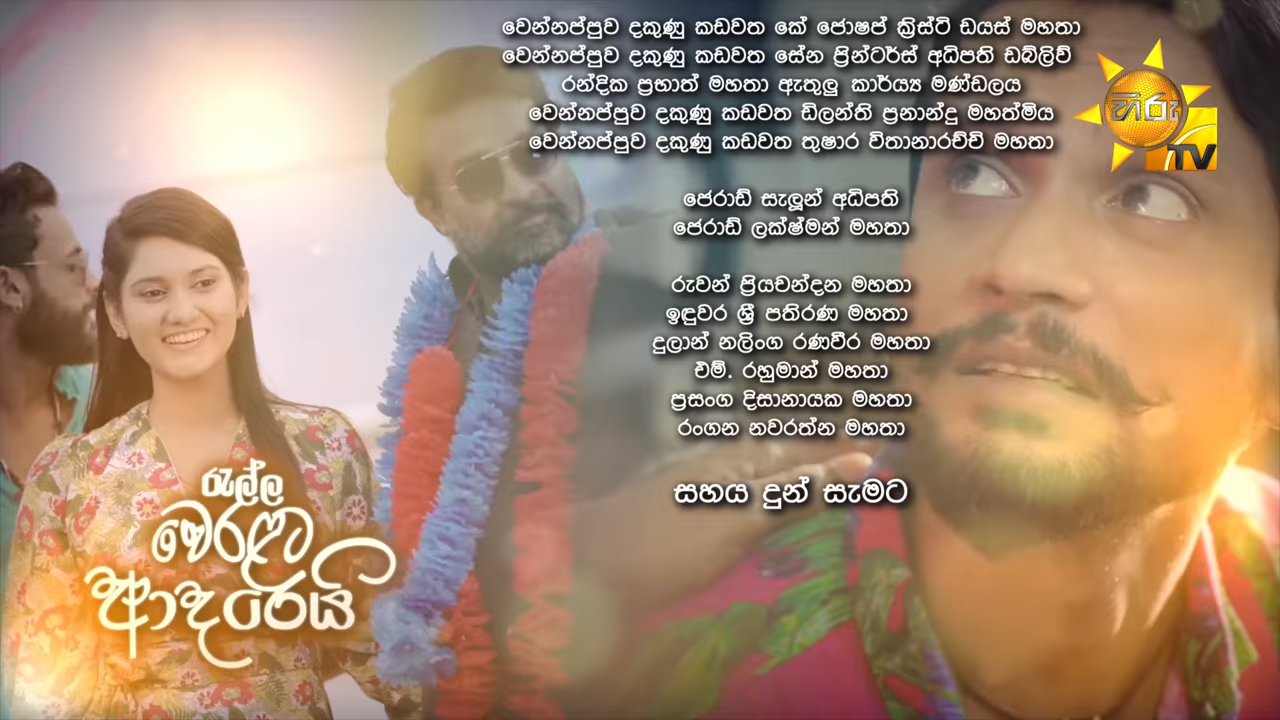 වෙන්නප්පුව දකුණු කඩවත කේ ජොෂප් ක්‍රිස්ටි ඩයස් මහතා
වෙන්නප්පුව දකුණු කඩවත සේන ප්‍රින්ටර්ස් අධිපති ඩබ්ලිව්
රන්දික ප්‍රභාත් මහතා ඇතුලු කාර්ය්‍ය මණ්ඩලය
වෙන්නප්පුව දකුණු කඩවත ඩිලන්ති ප්‍රනාන්දු මහත්මිය
වෙන්නප්පුව දකුණු කඩවත තුෂාර විතානාරච්චි මහතා
ජෙරාඩ් සැලූන් අධිපති
ජෙරාඩ් ලක්ෂ්මන් මහතා
රුවන් ප්‍රියචන්දන මහතා
ඉඳුවර ශ්‍රී පතිරණ මහතා
දුලාන් නලිංග රණවීර මහතා
එම්. රහුමාන් මහතා
ප්‍රසංග දිසානායක මහතා
රංගන නවරත්න මහතා
සහය දුන් සැමට
හිරු
TV
රැල්ල
වෙරළට
ආදරෙයි